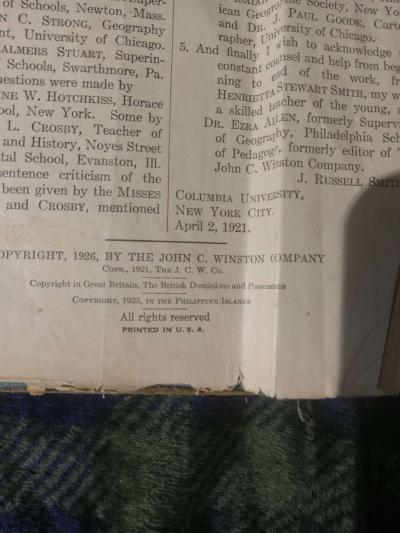 of Schools, Newton, Mass.
N C. STRONG, Geography
nt, University of Chicago.
HALMERS STUART, Superin-
f Schools, Swarthmore, Pa.
uestions were made by
INE W. HOTCHKISS, Horace
ool, New York. Some by
L. CROSBY, Teacher of
and History, Noyes Street
tal School, Evanston, Ill.
sentence criticism of the
been given by the MISSES
and CROSBY, mentioned
ican Geogra Society, New Yo
and Dr. J. PAUL GOODE, Carto
rapher, University of Chicago.
5. And finally I wish to acknowledge
constant counsel and help from begi
ning to end of the work, fr
HENRIETTA STEWART SMITH, my w
a skilled teacher of the young, a
DR. EZRA ALLEN, formerly Supervi
of Geography, Philadelphia Sch
of Pedagogy, formerly editor of T
John C. Winston Company.
J. RUSSELL SMITH
COLUMBIA UNIVERSITY,
NEW YORK CITY.
April 2, 1921.
OPYRIGHT, 1926, BY THE JOHN C. WINSTON COMPANY
COPR., 1921, THE J. C. W. CO.
Copyright in Great Britain, The British Dominions and Possessions
COPYRIGHT, 1925, IN THE PHILIPPINE ISLANDS
All rights reserved
PRINTED IN U. S. A.